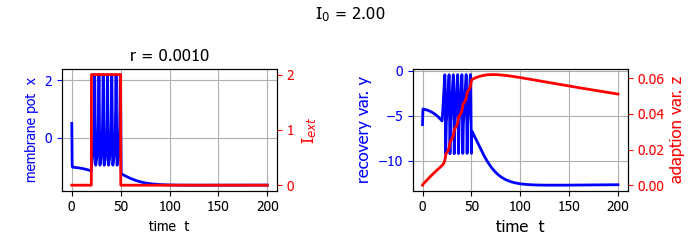 I0 = 2.00
r = 0.0010
membrane pot  x
2
0
2
1
0
Iext
0
50
100
150
200
time  t
recovery var. y
0
−5
−10
0.06
0.04
0.02
0.00
adaption var. z
0
50
100
150
200
time  t